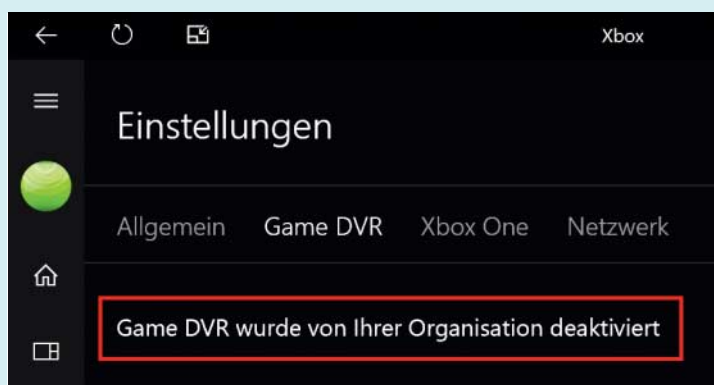 Xbox
Einstellungen
Allgemein Game DVR Xbox One Netzwerk
Game DVR wurde von Ihrer Organisation deaktiviert